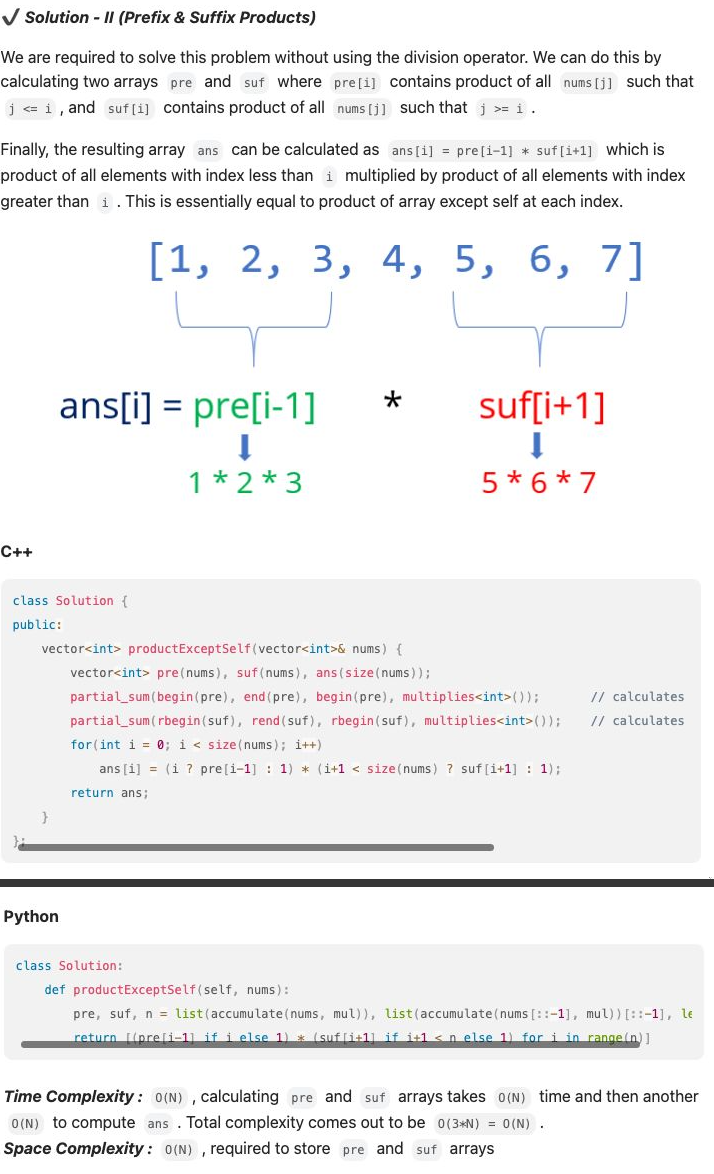 ✔ Solution - II (Prefix & Suffix Products)
We are required to solve this problem without using the division operator. We can do this by
calculating two arrays pre and suf where pre[i] contains product of all nums[j] such that
j <= i , and suf[i] contains product of all nums[j] such that j >= i .
Finally, the resulting array ans can be calculated as ans[i] = pre[i-1] * suf[i+1] which is
product of all elements with index less than i multiplied by product of all elements with index
greater than i . This is essentially equal to product of array except self at each index.
[1, 2, 3, 4, 5, 6, 7]
ans[i] = pre[i-1] * suf[i+1]
1 * 2 * 3 5 * 6 * 7
C++
class Solution {
public:
    vector<int> productExceptSelf(vector<int>& nums) {
        vector<int> pre(nums), suf(nums), ans(size(nums));
        partial_sum(begin(pre), end(pre), begin(pre), multiplies<int>()); // calculates
        partial_sum(rbegin(suf), rend(suf), rbegin(suf), multiplies<int>()); // calculates
        for(int i = 0; i < size(nums); i++)
            ans[i] = (i ? pre[i-1] : 1) * (i+1 < size(nums) ? suf[i+1] : 1);
        return ans;
    }
};
Python
class Solution:
    def productExceptSelf(self, nums):
        pre, suf, n = list(accumulate(nums, mul)), list(accumulate(nums[::-1], mul))[::-1], le
        return [(pre[i-1] if i else 1) * (suf[i+1] if i+1 < n else 1) for i in range(n)]
Time Complexity : O(N) , calculating pre and suf arrays takes O(N) time and then another
O(N) to compute ans . Total complexity comes out to be O(3*N) = O(N) .
Space Complexity : O(N) , required to store pre and suf arrays